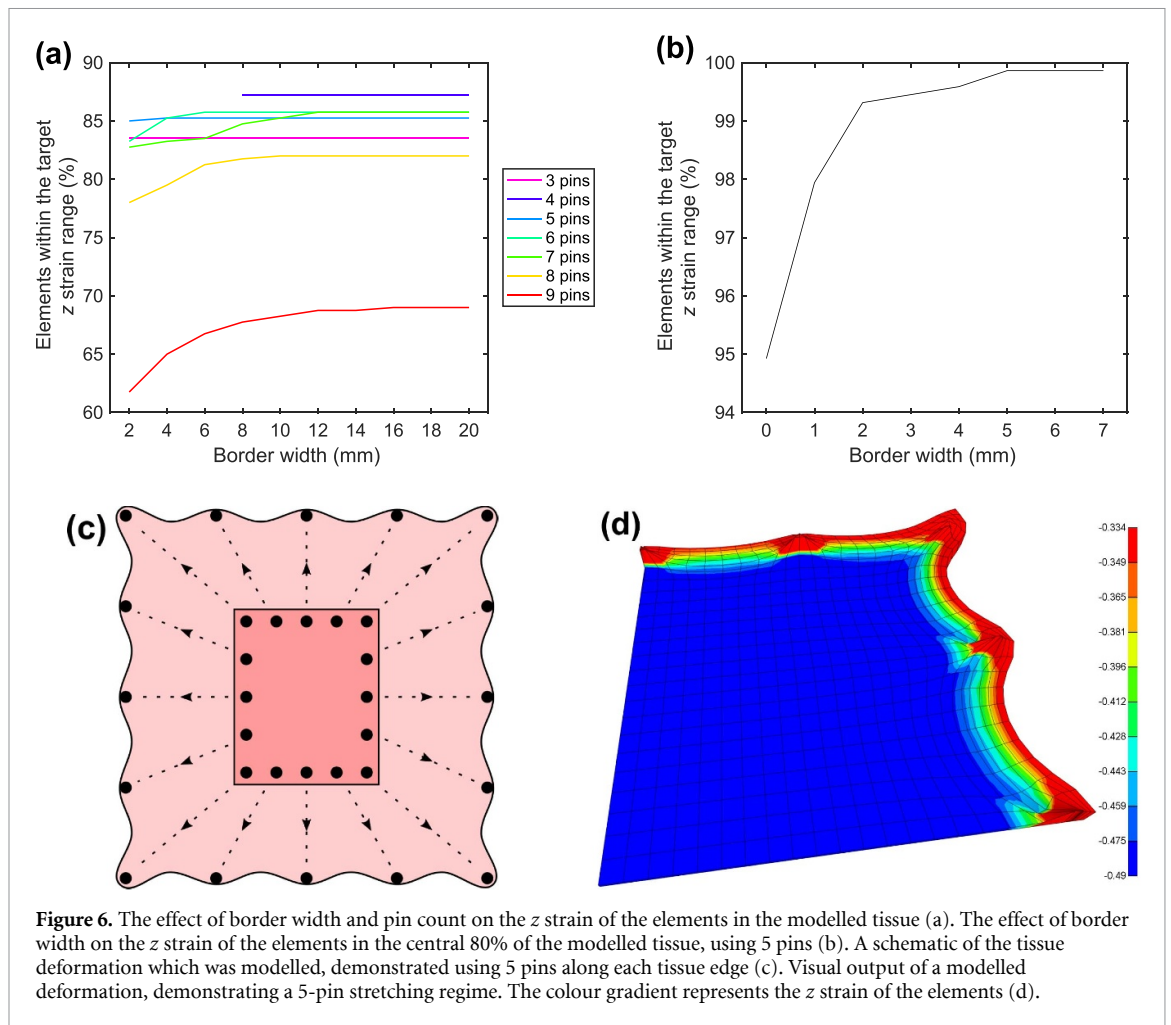 (a)
90
85
80
75
70
65
60
Elements within the target
z strain range (%)
2 4 6 8 10 12 14 16 18 20
Border width (mm)
3 pins
4 pins
5 pins
6 pins
7 pins
8 pins
9 pins
(b)
100
99
98
97
96
95
94
Elements within the target
z strain range (%)
0 1 2 3 4 5 6 7
Border width (mm)
(c)
(d)
-0.334
-0.349
-0.365
-0.381
-0.396
-0.412
-0.428
-0.443
-0.459
-0.475
-0.49
Figure 6. The effect of border width and pin count on the z strain of the elements in the modelled tissue (a). The effect of border
width on the z strain of the elements in the central 80% of the modelled tissue, using 5 pins (b). A schematic of the tissue
deformation which was modelled, demonstrated using 5 pins along each tissue edge (c). Visual output of a modelled
deformation, demonstrating a 5-pin stretching regime. The colour gradient represents the z strain of the elements (d).